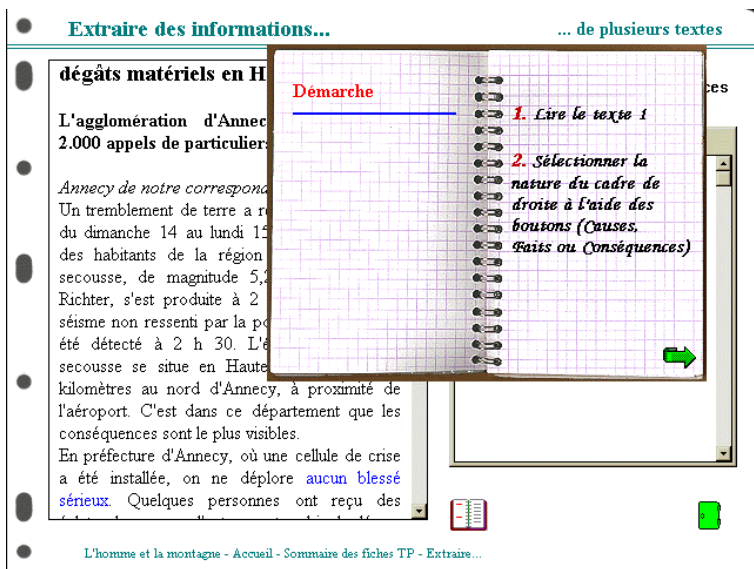 Extraire des informations...
... de plusieurs textes
dégâts matériels en H
L'agglomération d'Annec
2.000 appels de particulier
Annecy de notre correspond
Un tremblement de terre a r
du dimanche 14 au lundi 15
des habitants de la région
secousse, de magnitude 5,2
Richter, s'est produite à 2
séisme non ressenti par la po
été détecté à 2 h 30. L'é
secousse se situe en Haute
kilomètres au nord d'Annecy, à proximité de
l'aéroport. C'est dans ce département que les
conséquences sont le plus visibles.
En préfecture d'Annecy, où une cellule de crise
a été installée, on ne déplore aucun blessé
sérieux. Quelques personnes ont reçu des
Démarche
1. Lire le texte 1
2. Sélectionner la
nature du cadre de
droite à l'aide des
boutons (Causes,
Faits ou Conséquences)
ces
L'homme et la montagne - Accueil - Sommaire des fiches TP - Extraire...